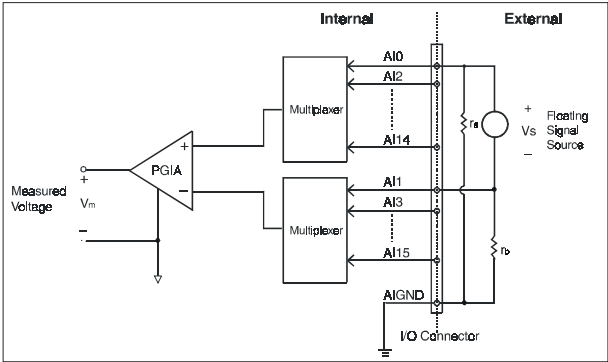 Internal
External
AI0
AI2
Multiplexer
AI14
ra
+
Vs
−
Floating
Signal
Source
+
PGIA
−
Measured
Voltage
+
Vm
−
AI1
AI3
Multiplexer
AI15
rb
AIGND
I/O Connector